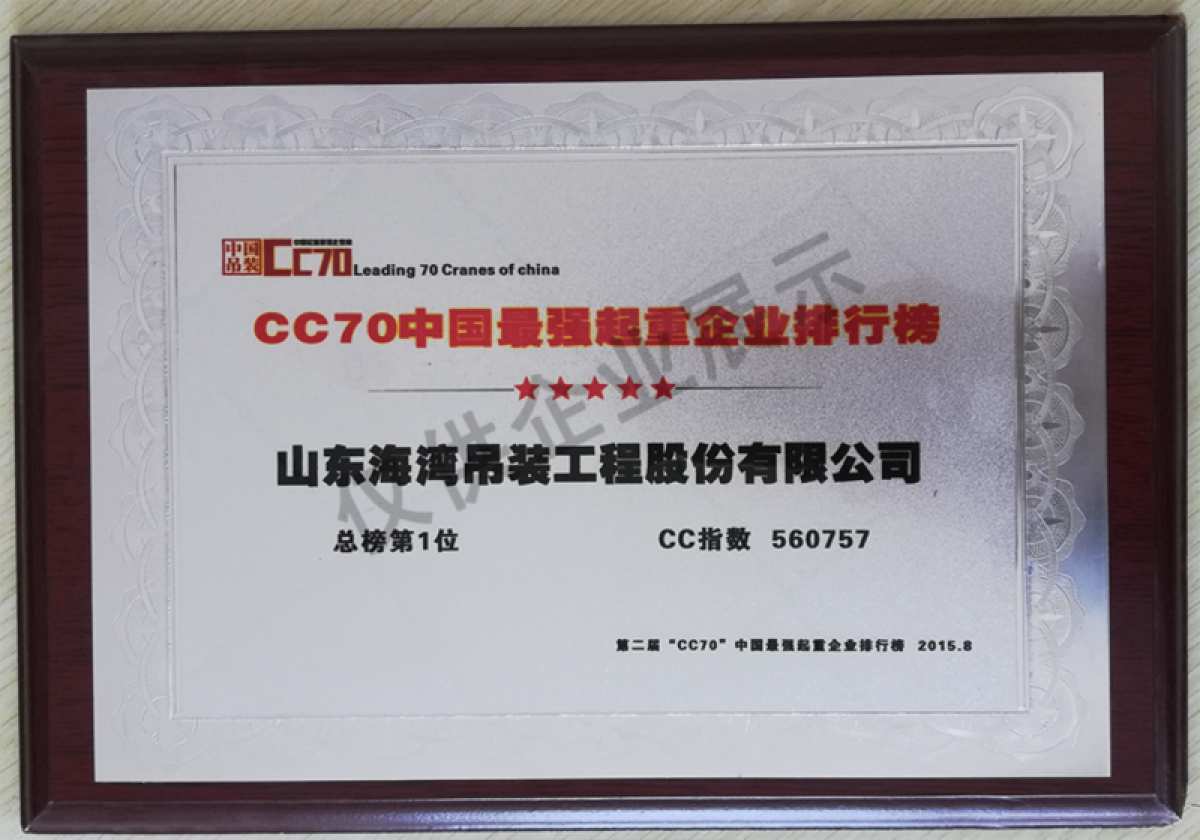 中国吊装 CC70 Leading 70 Cranes of china
CC70中国最强起重企业排行榜
山东海湾吊装工程股份有限公司
总榜第1位 CC指数 560757
第二届“CC70”中国最强起重企业排行榜 2015.8
仅供企业展示